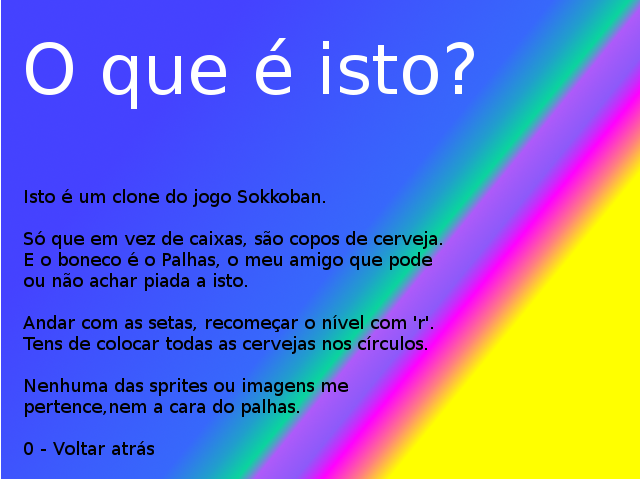 O que é isto?
Isto é um clone do jogo Sokkoban.
Só que em vez de caixas, são copos de cerveja.
E o boneco é o Palhas, o meu amigo que pode
ou não achar piada a isto.
Andar com as setas, recomeçar o nível com 'r'.
Tens de colocar todas as cervejas nos círculos.
Nenhuma das sprites ou imagens me
pertence,nem a cara do palhas.
0 - Voltar atrás